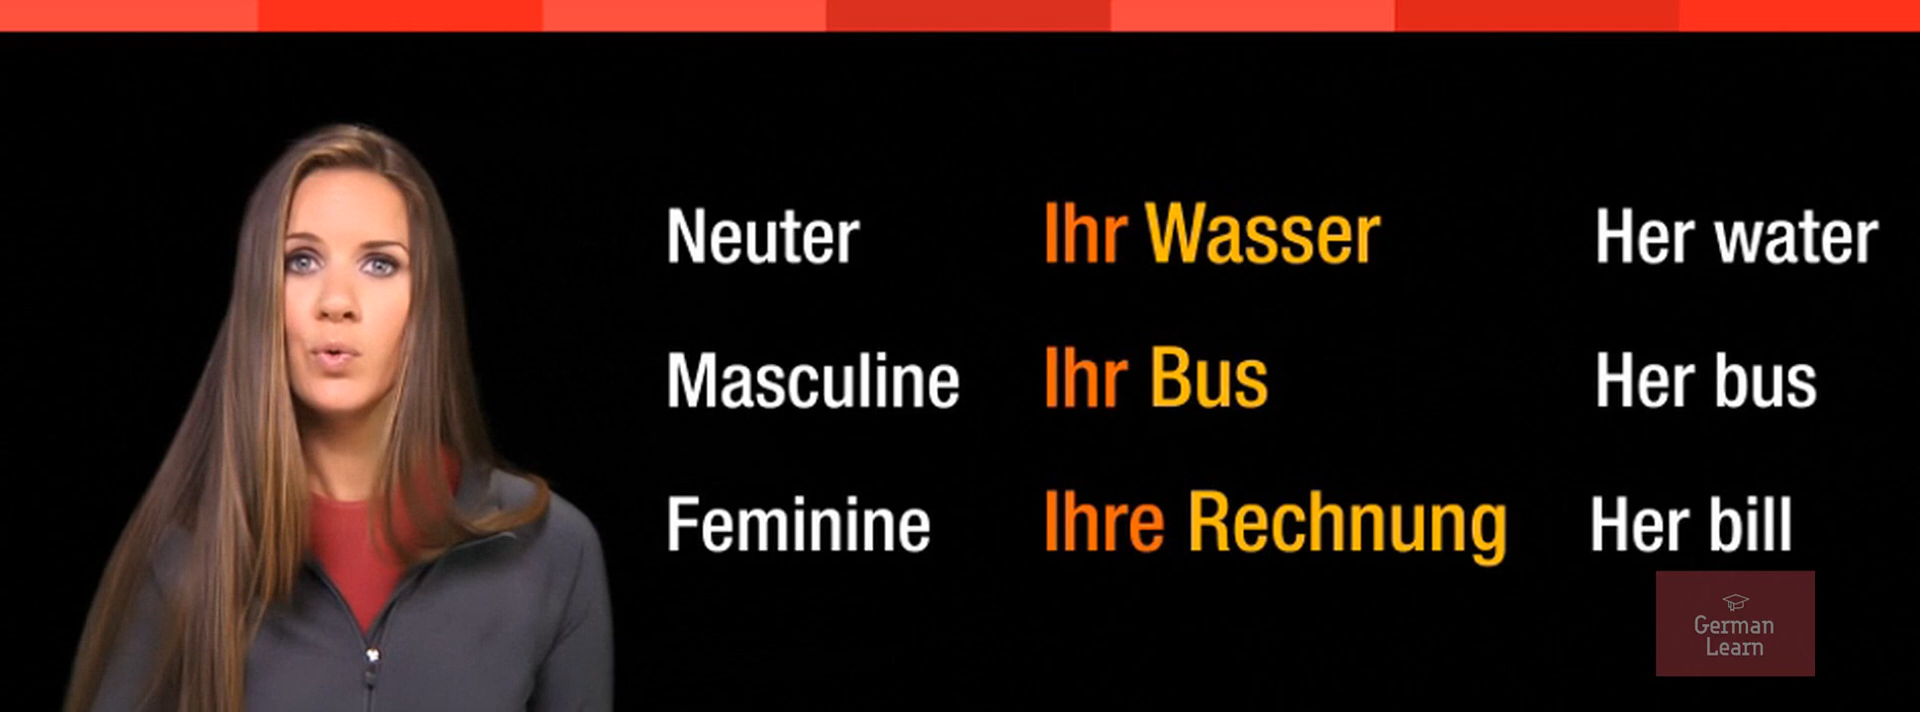 Neuter Ihr Wasser Her water
Masculine Ihr Bus Her bus
Feminine Ihre Rechnung Her bill
German
Learn